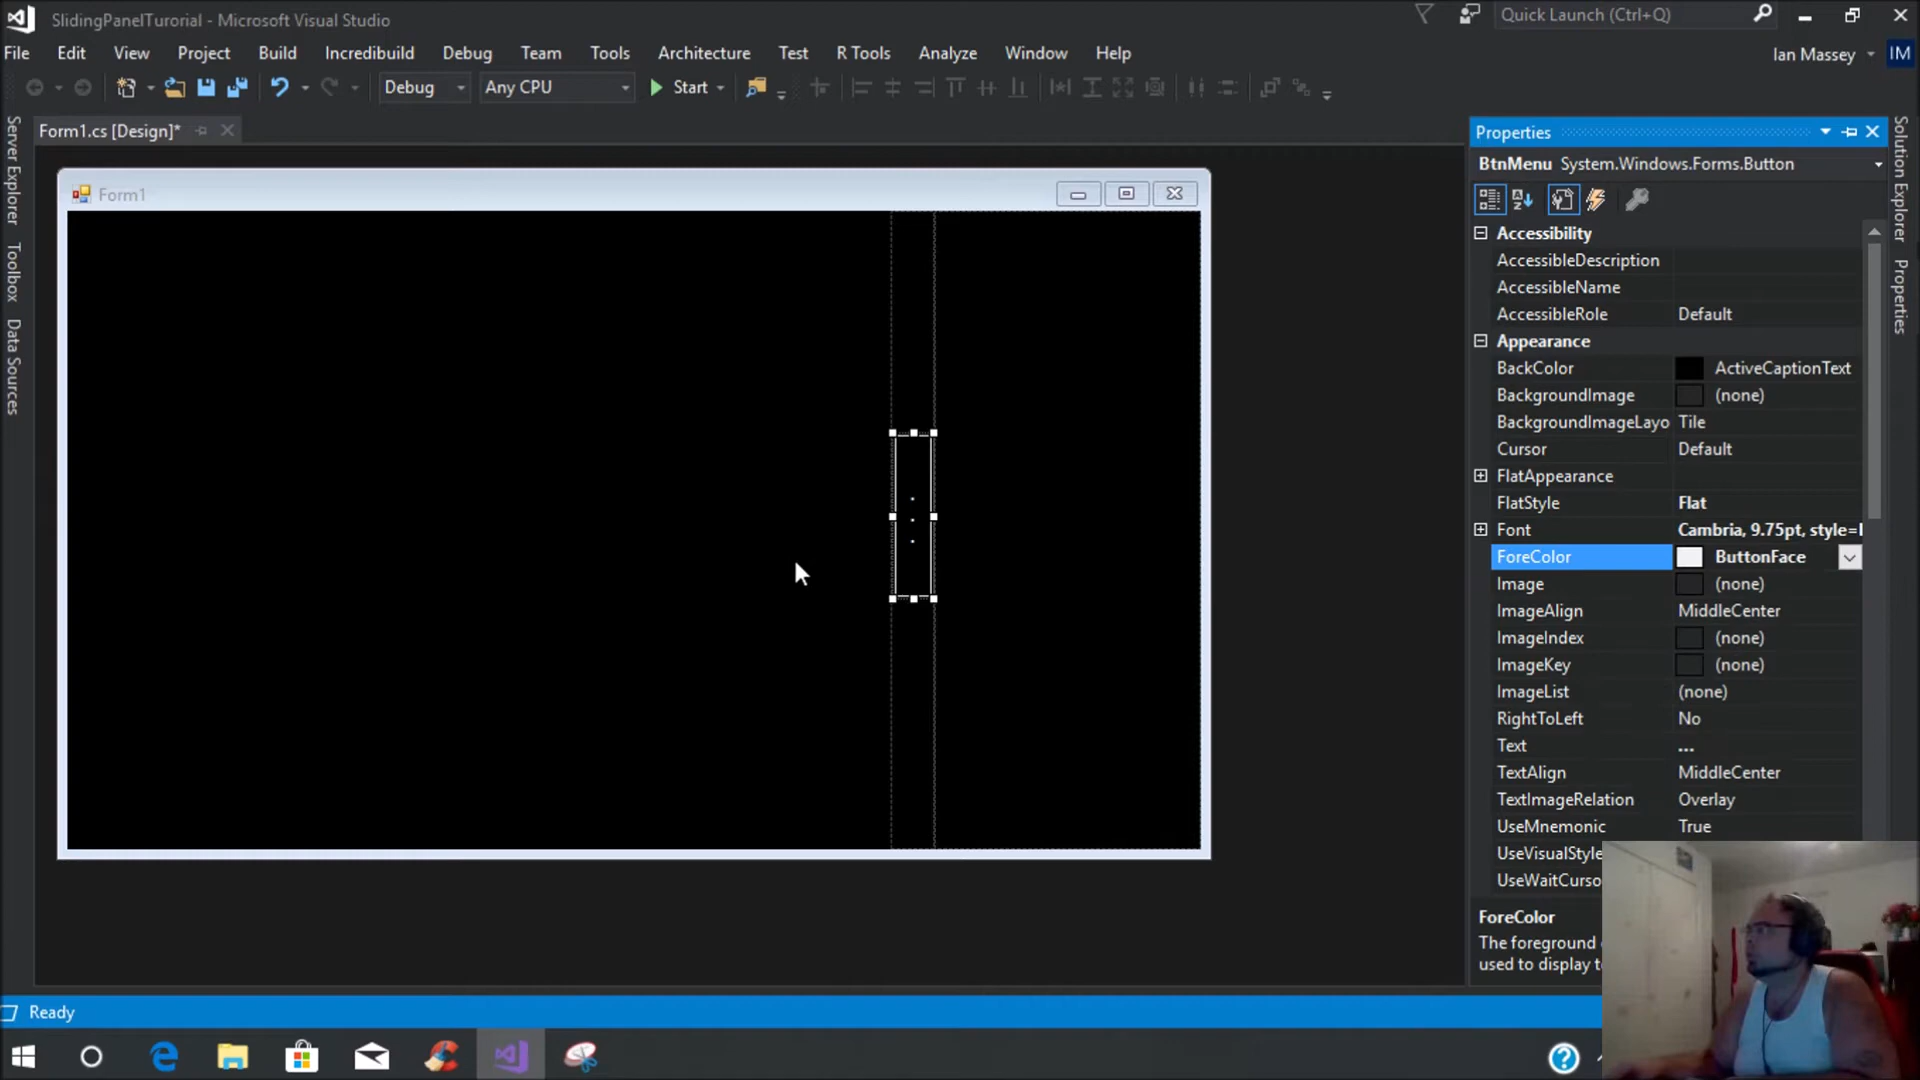 SlidingPanelTurorial - Microsoft Visual Studio
Quick Launch (Ctrl+Q)
File Edit View Project Build Incredibuild Debug Team Tools Architecture Test R Tools Analyze Window Help
Ian Massey IM
Debug Any CPU Start
Form1.cs [Design]*
Server Explorer
Toolbox
Data Sources
Form1
...
Properties
BtnMenu System.Windows.Forms.Button
Accessibility
AccessibleDescription
AccessibleName
AccessibleRole Default
Appearance
BackColor ActiveCaptionText
BackgroundImage (none)
BackgroundImageLayo Tile
Cursor Default
FlatAppearance
FlatStyle Flat
Font Cambria, 9.75pt, style=
ForeColor ButtonFace
Image (none)
ImageAlign MiddleCenter
ImageIndex (none)
ImageKey (none)
ImageList (none)
RightToLeft No
Text ...
TextAlign MiddleCenter
TextImageRelation Overlay
UseMnemonic True
UseVisualStyle
UseWaitCurso
ForeColor
The foreground
used to display t
Solution Explorer
Properties
Ready